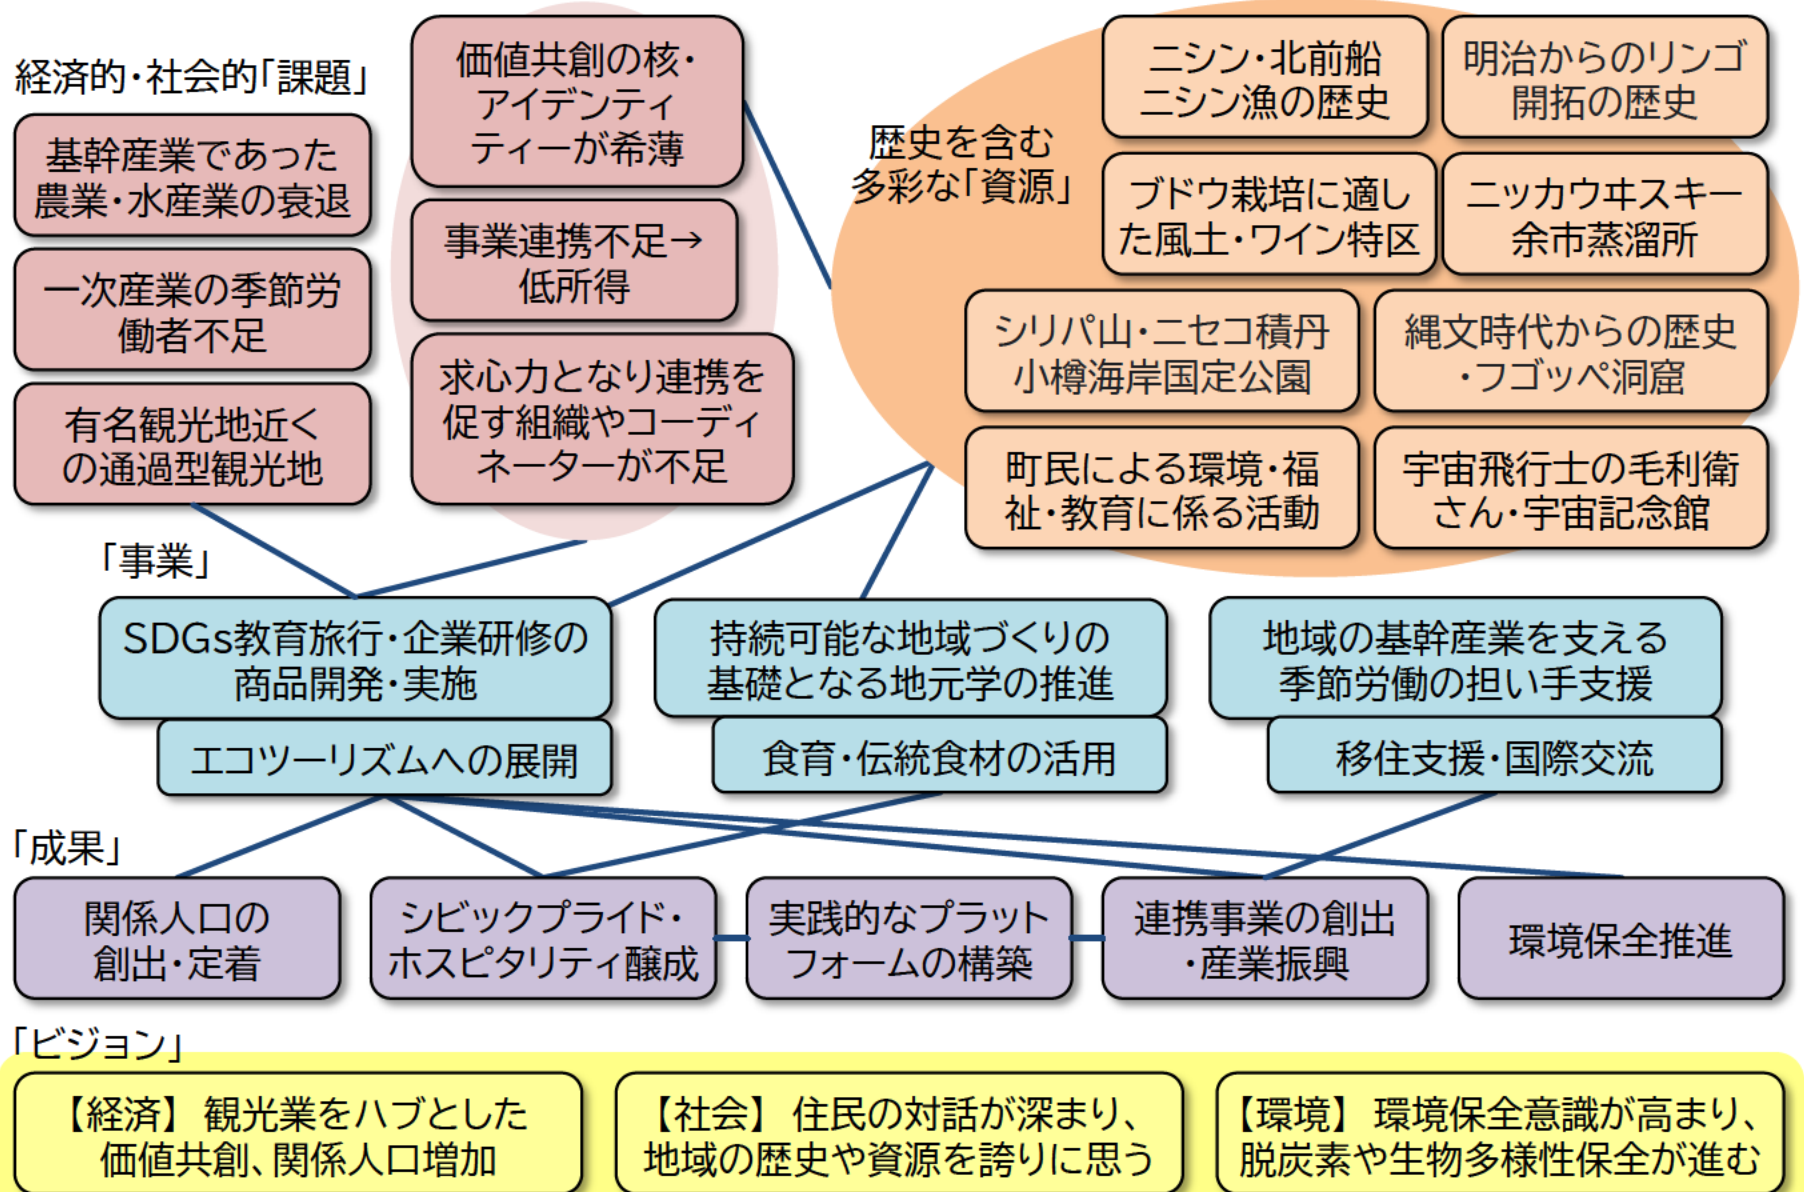 経済的・社会的「課題」
基幹産業であった
農業・水産業の衰退
一次産業の季節労
働者不足
有名観光地近く
の通過型観光地
価値共創の核・
アイデンティ
ティーが希薄
事業連携不足→
低所得
求心力となり連携を
促す組織やコーディ
ネーターが不足
歴史を含む
多彩な「資源」
ニシン・北前船
ニシン漁の歴史
明治からのリンゴ
開拓の歴史
ブドウ栽培に適し
た風土・ワイン特区
ニッカウヰスキー
余市蒸溜所
シリパ山・ニセコ積丹
小樽海岸国定公園
縄文時代からの歴史
・フゴッペ洞窟
町民による環境・福
祉・教育に係る活動
宇宙飛行士の毛利衛
さん・宇宙記念館
「事業」
SDGs教育旅行・企業研修の
商品開発・実施
エコツーリズムへの展開
持続可能な地域づくりの
基礎となる地元学の推進
食育・伝統食材の活用
地域の基幹産業を支える
季節労働の担い手支援
移住支援・国際交流
「成果」
関係人口の
創出・定着
シビックプライド・
ホスピタリティ醸成
実践的なプラット
フォームの構築
連携事業の創出
・産業振興
環境保全推進
「ビジョン」
【経済】観光業をハブとした
価値共創、関係人口増加
【社会】住民の対話が深まり、
地域の歴史や資源を誇りに思う
【環境】環境保全意識が高まり、
脱炭素や生物多様性保全が進む